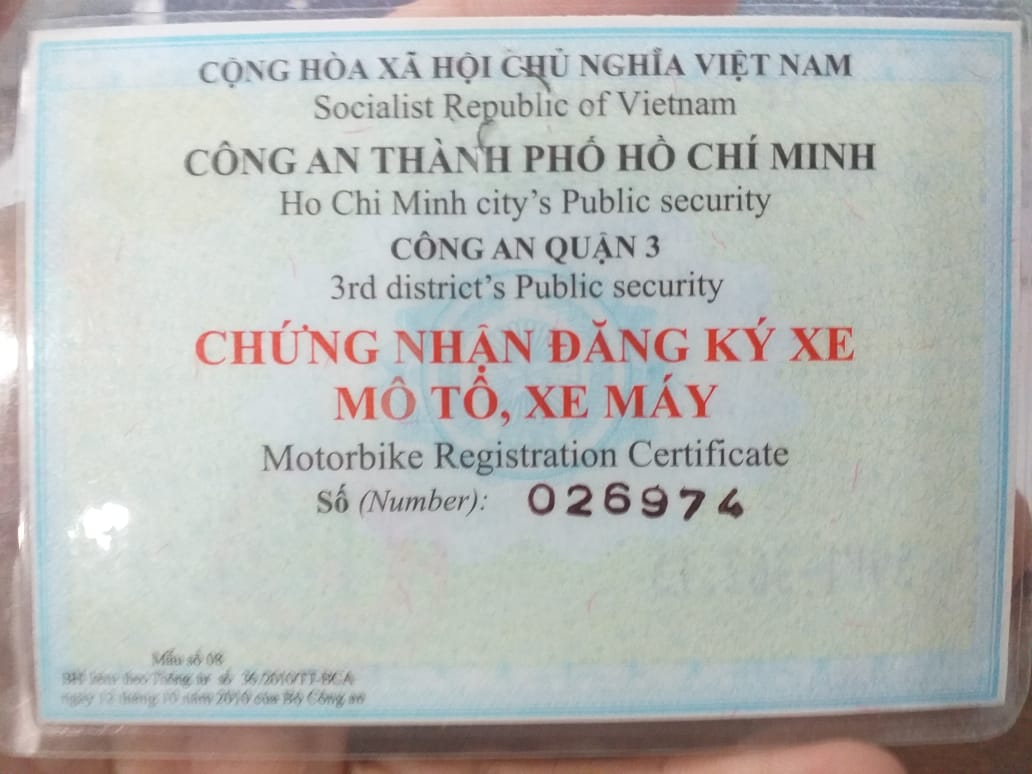 CỘNG HÒA XÃ HỘI CHỦ NGHĨA VIỆT NAM
Socialist Republic of Vietnam
CÔNG AN THÀNH PHỐ HỒ CHÍ MINH
Ho Chi Minh city's Public security
CÔNG AN QUẬN 3
3rd district's Public security
CHỨNG NHẬN ĐĂNG KÝ XE
MÔ TÔ, XE MÁY
Motorbike Registration Certificate
Số (Number): 026974
Mẫu số 08
BH kèm theo Thông tư số 36/2010/TT-BCA
ngày 12 tháng 10 năm 2010 của Bộ Công an